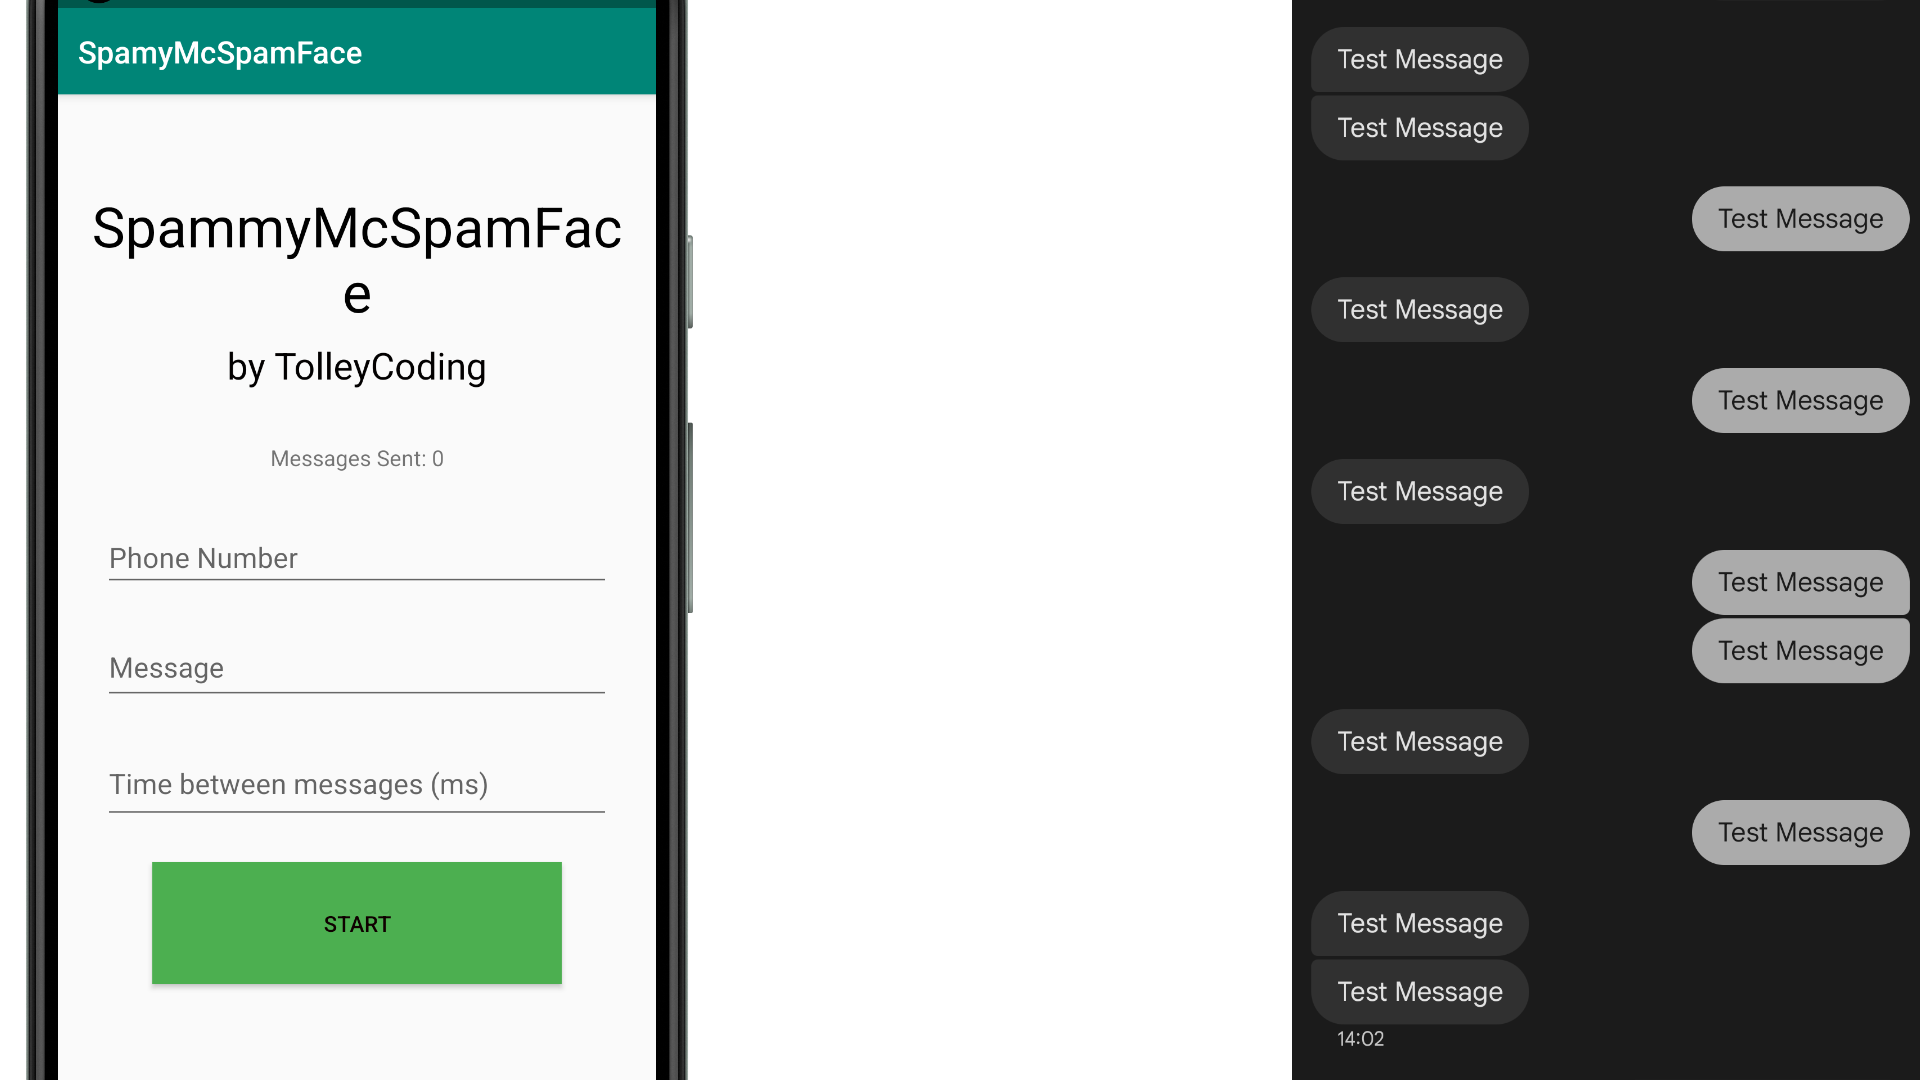 SpamyMcSpamFace
SpammyMcSpamFac
e
by TolleyCoding
Messages Sent: 0
Phone Number
Message
Time between messages (ms)
START
Test Message
Test Message
Test Message
Test Message
Test Message
Test Message
Test Message
Test Message
Test Message
Test Message
Test Message
Test Message
14:02